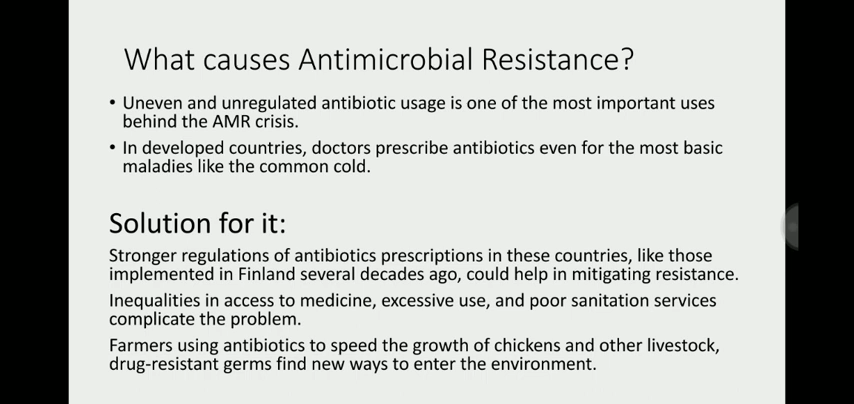 What causes Antimicrobial Resistance?
• Uneven and unregulated antibiotic usage is one of the most important uses
behind the AMR crisis.
• In developed countries, doctors prescribe antibiotics even for the most basic
maladies like the common cold.
Solution for it:
Stronger regulations of antibiotics prescriptions in these countries, like those
implemented in Finland several decades ago, could help in mitigating resistance.
Inequalities in access to medicine, excessive use, and poor sanitation services
complicate the problem.
Farmers using antibiotics to speed the growth of chickens and other livestock,
drug-resistant germs find new ways to enter the environment.